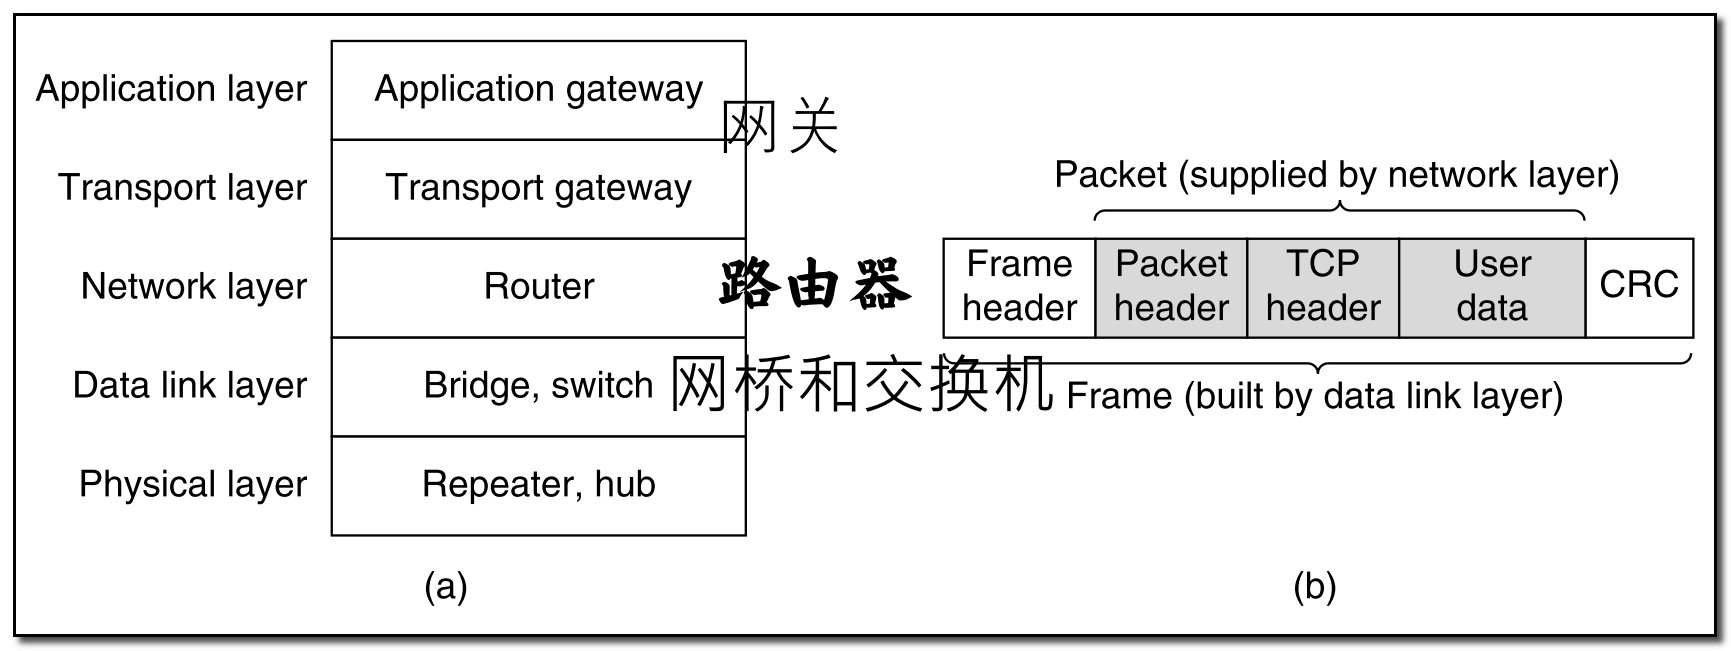 Application layer Application gateway
网关
Transport layer Transport gateway
Network layer Router 路由器
Data link layer Bridge, switch 网桥和交换机
Physical layer Repeater, hub
(a)
Packet (supplied by network layer)
Frame header Packet header TCP header User data CRC
Frame (built by data link layer)
(b)